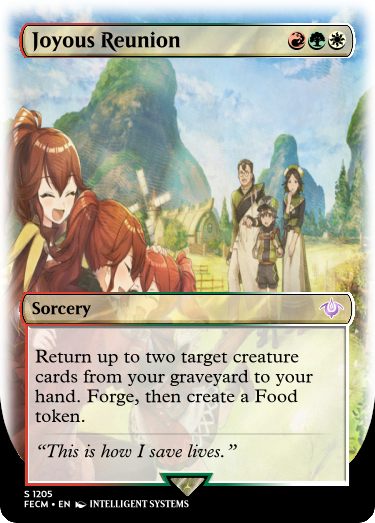 Joyous Reunion
Sorcery
Return up to two target creature
cards from your graveyard to your
hand. Forge, then create a Food
token.
“This is how I save lives.”
S 1205
FECM • EN INTELLIGENT SYSTEMS